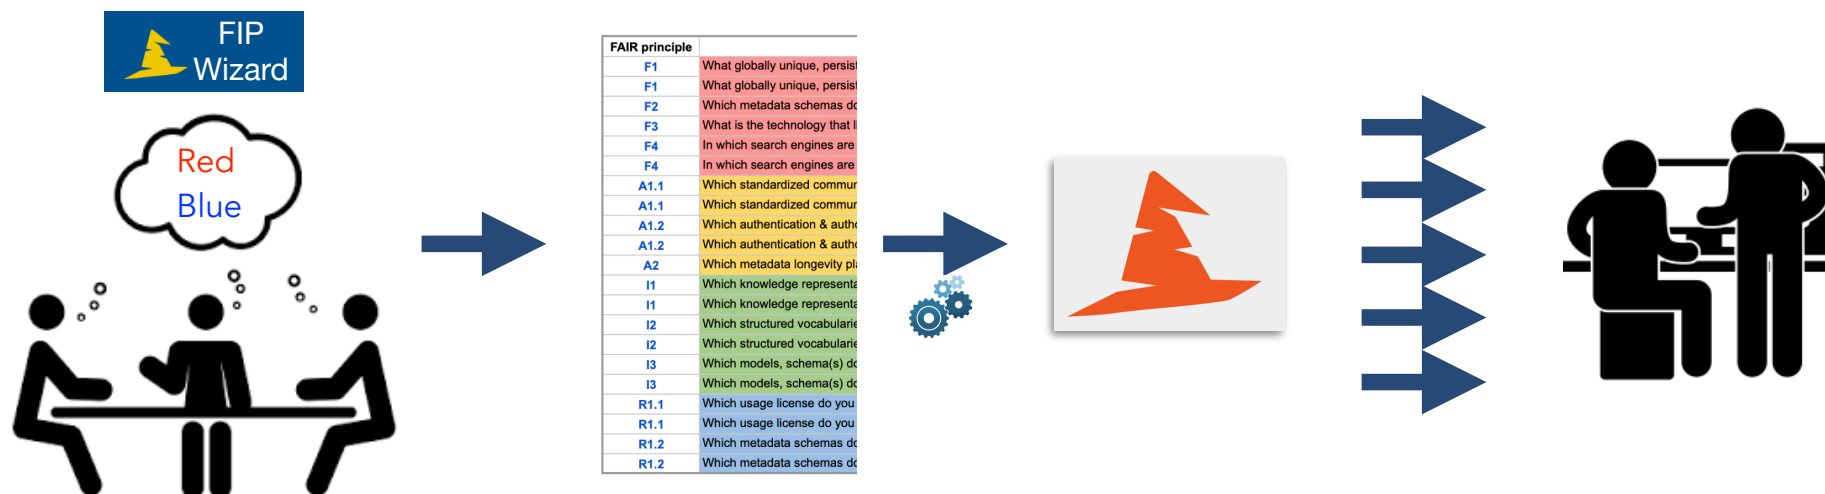 FIP
Wizard
Red
Blue
FAIR principle
F1 What globally unique, persist
F1 What globally unique, persist
F2 Which metadata schemas do
F3 What is the technology that li
F4 In which search engines are
F4 In which search engines are
A1.1 Which standardized commun
A1.1 Which standardized commun
A1.2 Which authentication & autho
A1.2 Which authentication & autho
A2 Which metadata longevity pla
I1 Which knowledge representa
I1 Which knowledge representa
I2 Which structured vocabularie
I2 Which structured vocabularie
I3 Which models, schema(s) do
I3 Which models, schema(s) do
R1.1 Which usage license do you
R1.1 Which usage license do you
R1.2 Which metadata schemas do
R1.2 Which metadata schemas do